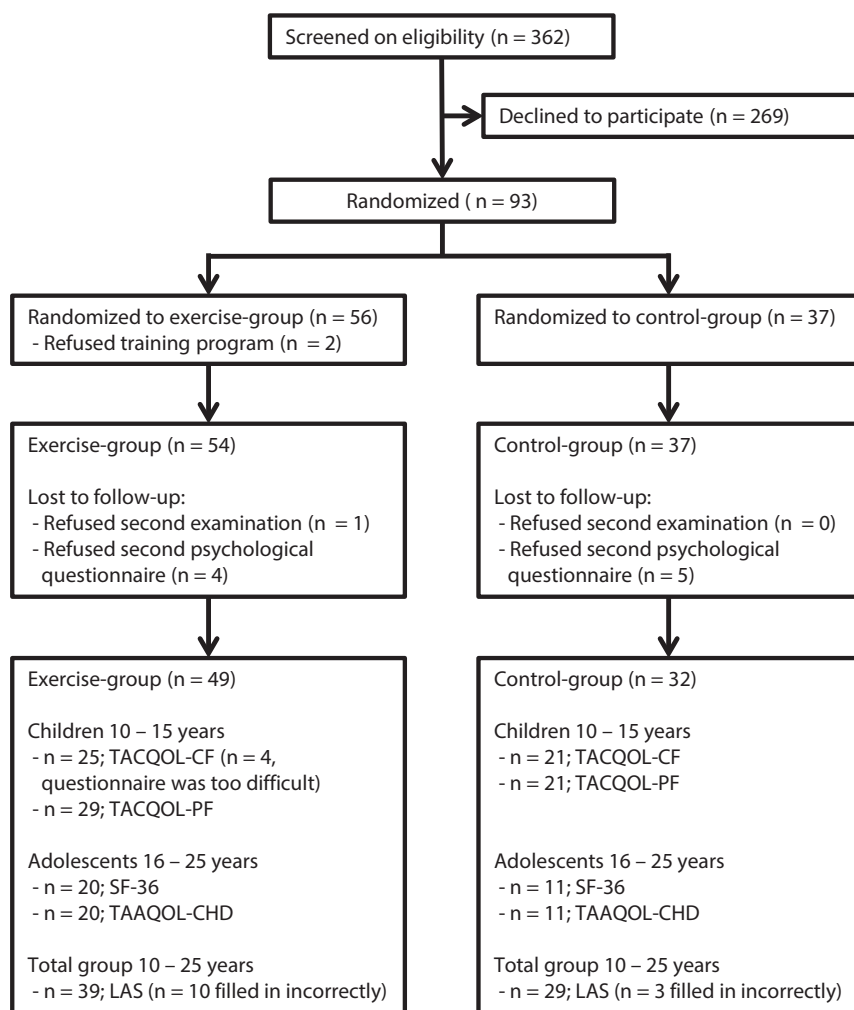 Screened on eligibility (n = 362)
Declined to participate (n = 269)
Randomized ( n = 93)
Randomized to exercise-group (n = 56)
- Refused training program (n = 2)
Randomized to control-group (n = 37)
Exercise-group (n = 54)
Lost to follow-up:
- Refused second examination (n = 1)
- Refused second psychological
questionnaire (n = 4)
Control-group (n = 37)
Lost to follow-up:
- Refused second examination (n = 0)
- Refused second psychological
questionnaire (n = 5)
Exercise-group (n = 49)
Children 10 – 15 years
- n = 25; TACQOL-CF (n = 4,
questionnaire was too difficult)
- n = 29; TACQOL-PF
Adolescents 16 – 25 years
- n = 20; SF-36
- n = 20; TAAQOL-CHD
Total group 10 – 25 years
- n = 39; LAS (n = 10 filled in incorrectly)
Control-group (n = 32)
Children 10 – 15 years
- n = 21; TACQOL-CF
- n = 21; TACQOL-PF
Adolescents 16 – 25 years
- n = 11; SF-36
- n = 11; TAAQOL-CHD
Total group 10 – 25 years
- n = 29; LAS (n = 3 filled in incorrectly)